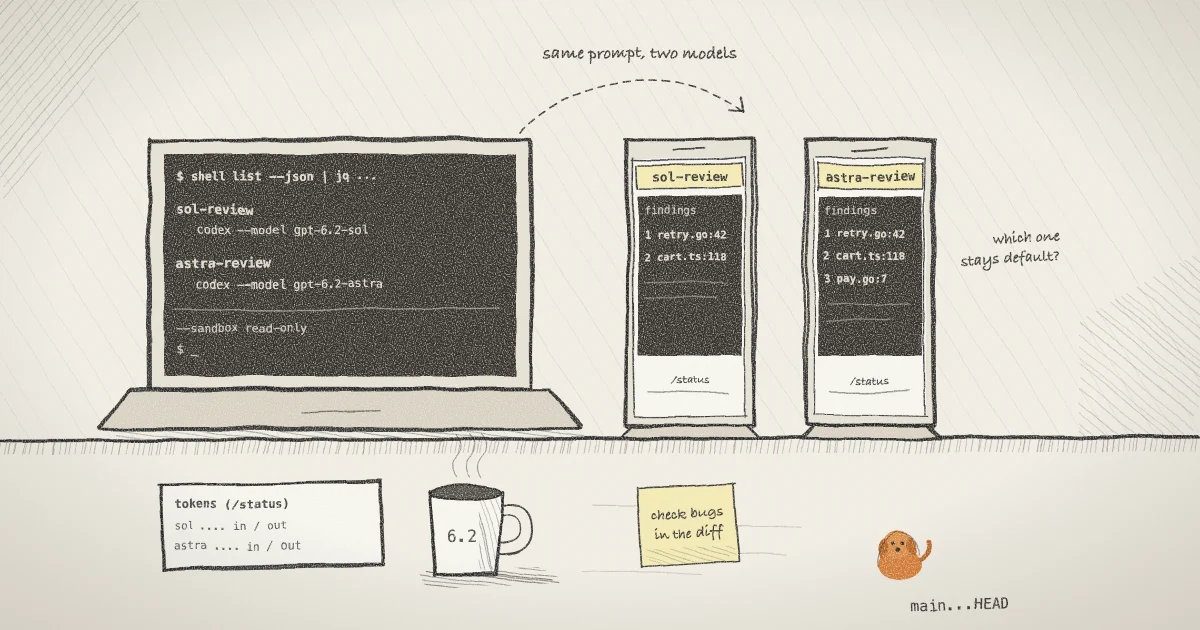 same prompt, two models
$ shell list --json | jq ...
sol-review
codex --model gpt-6.2-sol
astra-review
codex --model gpt-6.2-astra
--sandbox read-only
$ _
sol-review
findings
1 retry.go:42
2 cart.ts:118
/status
astra-review
findings
1 retry.go:42
2 cart.ts:118
3 pay.go:7
/status
which one
stays default?
tokens (/status)
sol .... in / out
astra .... in / out
6.2
check bugs
in the diff
main...HEAD